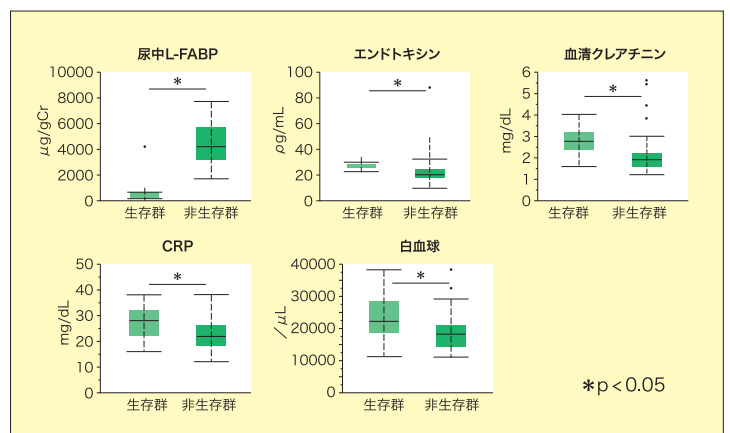 尿中L-FABP
μg/gCr
10000
8000
6000
4000
2000
0
生存群 非生存群
*
エンドトキシン
ρg/mL
100
80
60
40
20
0
生存群 非生存群
*
血清クレアチニン
mg/dL
6
5
4
3
2
1
0
生存群 非生存群
*
CRP
mg/dL
50
40
30
20
10
0
生存群 非生存群
*
白血球
/μL
40000
30000
20000
10000
0
生存群 非生存群
*
*p<0.05